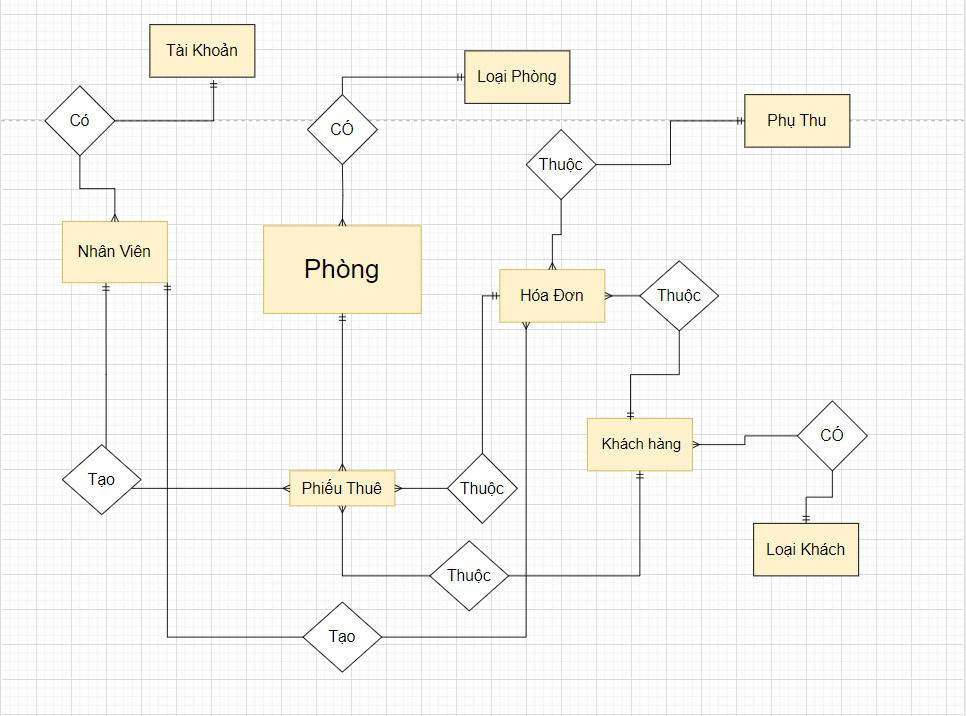 Tài Khoản
Loại Phòng
Có
CÓ
Phụ Thu
Thuộc
Nhân Viên
Phòng
Hóa Đơn
Thuộc
Khách hàng
CÓ
Tạo
Phiếu Thuê
Thuộc
Loại Khách
Thuộc
Tạo